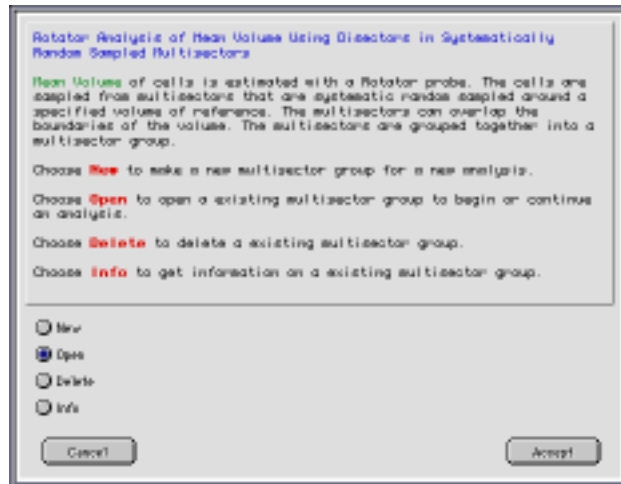 Rotator Analysis of Mean Volume Using Disectors in Systematically
Random Sampled Multisectors
Mean Volume of cells is estimated with a Rotator probe. The cells are
sampled from multisectors that are systematic random sampled around a
specified volume of reference. The multisectors can overlap the
boundaries of the volume. The multisectors are grouped together into a
multisector group.
Choose New to make a new multisector group for a new analysis.
Choose Open to open a existing multisector group to begin or continue
an analysis.
Choose Delete to delete a existing multisector group.
Choose Info to get information on a existing multisector group.
New
Open
Delete
Info
Cancel
Accept